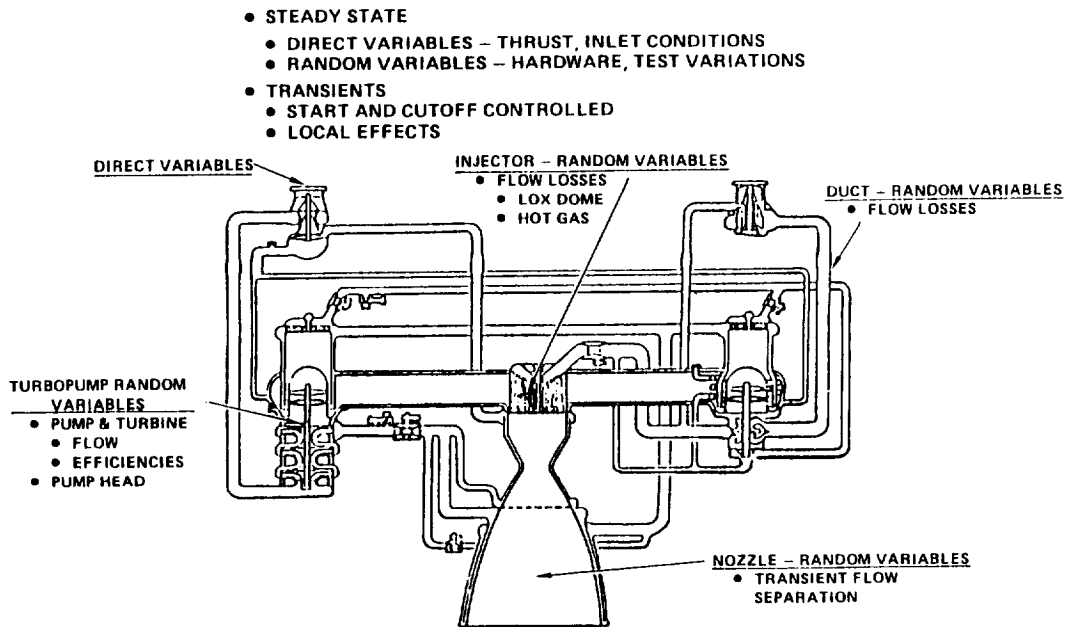 • STEADY STATE
• DIRECT VARIABLES – THRUST, INLET CONDITIONS
• RANDOM VARIABLES – HARDWARE, TEST VARIATIONS
• TRANSIENTS
• START AND CUTOFF CONTROLLED
• LOCAL EFFECTS
DIRECT VARIABLES
INJECTOR – RANDOM VARIABLES
• FLOW LOSSES
• LOX DOME
• HOT GAS
DUCT – RANDOM VARIABLES
• FLOW LOSSES
TURBOPUMP RANDOM
VARIABLES
• PUMP & TURBINE
• FLOW
• EFFICIENCIES
• PUMP HEAD
NOZZLE – RANDOM VARIABLES
• TRANSIENT FLOW
SEPARATION